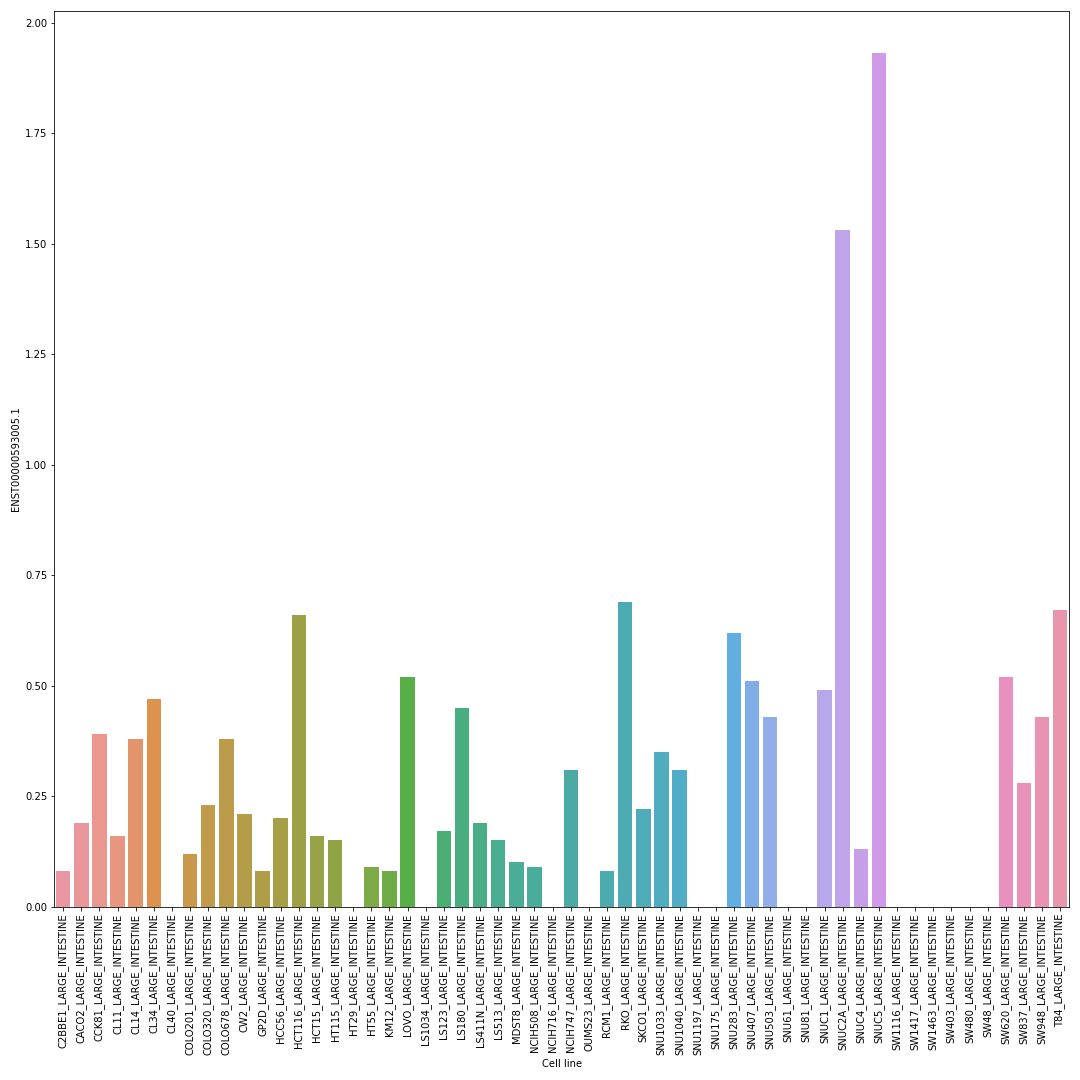 2.00
1.75
1.50
1.25
1.00
0.75
0.50
0.25
0.00
ENST00000593005.1
C2BBE1_LARGE_INTESTINE
CACO2_LARGE_INTESTINE
CCK81_LARGE_INTESTINE
CL11_LARGE_INTESTINE
CL14_LARGE_INTESTINE
CL34_LARGE_INTESTINE
CL40_LARGE_INTESTINE
COLO201_LARGE_INTESTINE
COLO320_LARGE_INTESTINE
COLO678_LARGE_INTESTINE
CW2_LARGE_INTESTINE
GP2D_LARGE_INTESTINE
HCC56_LARGE_INTESTINE
HCT116_LARGE_INTESTINE
HCT15_LARGE_INTESTINE
HT115_LARGE_INTESTINE
HT29_LARGE_INTESTINE
HT55_LARGE_INTESTINE
KM12_LARGE_INTESTINE
LOVO_LARGE_INTESTINE
LS1034_LARGE_INTESTINE
LS123_LARGE_INTESTINE
LS180_LARGE_INTESTINE
LS411N_LARGE_INTESTINE
LS513_LARGE_INTESTINE
MDST8_LARGE_INTESTINE
NCIH508_LARGE_INTESTINE
NCIH716_LARGE_INTESTINE
NCIH747_LARGE_INTESTINE
OUMS23_LARGE_INTESTINE
RCM1_LARGE_INTESTINE
RKO_LARGE_INTESTINE
SKCO1_LARGE_INTESTINE
SNU1033_LARGE_INTESTINE
SNU1040_LARGE_INTESTINE
SNU1197_LARGE_INTESTINE
SNU175_LARGE_INTESTINE
SNU283_LARGE_INTESTINE
SNU407_LARGE_INTESTINE
SNU503_LARGE_INTESTINE
SNU61_LARGE_INTESTINE
SNU81_LARGE_INTESTINE
SNUC1_LARGE_INTESTINE
SNUC2A_LARGE_INTESTINE
SNUC4_LARGE_INTESTINE
SNUC5_LARGE_INTESTINE
SW1116_LARGE_INTESTINE
SW1417_LARGE_INTESTINE
SW1463_LARGE_INTESTINE
SW403_LARGE_INTESTINE
SW480_LARGE_INTESTINE
SW48_LARGE_INTESTINE
SW620_LARGE_INTESTINE
SW837_LARGE_INTESTINE
SW948_LARGE_INTESTINE
T84_LARGE_INTESTINE
Cell line